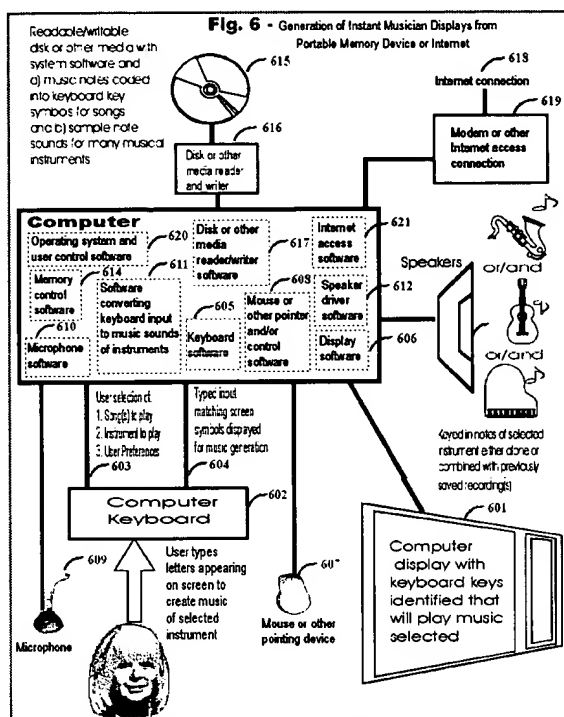 Fig. 6 - Generation of Instant Musician Displays from
Portable Memory Device or Internet
Readable/writable
disk or other media with
system software and
a) music notes coded
into keyboard key
symbols for songs
and b) sample note
sounds for many musical
instruments
615
616
Disk or other
media reader
and writer
618
Internet connection
619
Modem or other
Internet access
connection
Computer
Operating system and
user control software
620
Memory
control
software
614
610
Microphone
software
611
Software
converting
keyboard input
to music sounds
of instruments
Disk or other
media
reader/writer
software
617
605
Keyboard
software
608
Mouse or
other pointer
and/or
control
software
Internet
access
software
621
Speaker
driver
software
612
Display
software
606
Speakers
or/and
or/and
Keyed in notes of selected
instrument either alone or
combined with previously
saved recording(s)
User selection of:
1. Song(s) to play
2. Instrument to play
3. User Preferences
603
Typed input
matching screen
symbols displayed
for music generation
604
Computer
Keyboard
602
609
Microphone
User types
letters appearing
on screen to
create music
of selected
instrument
Mouse or other
pointing device
601
Computer
display with
keyboard keys
identified that
will play music
selected